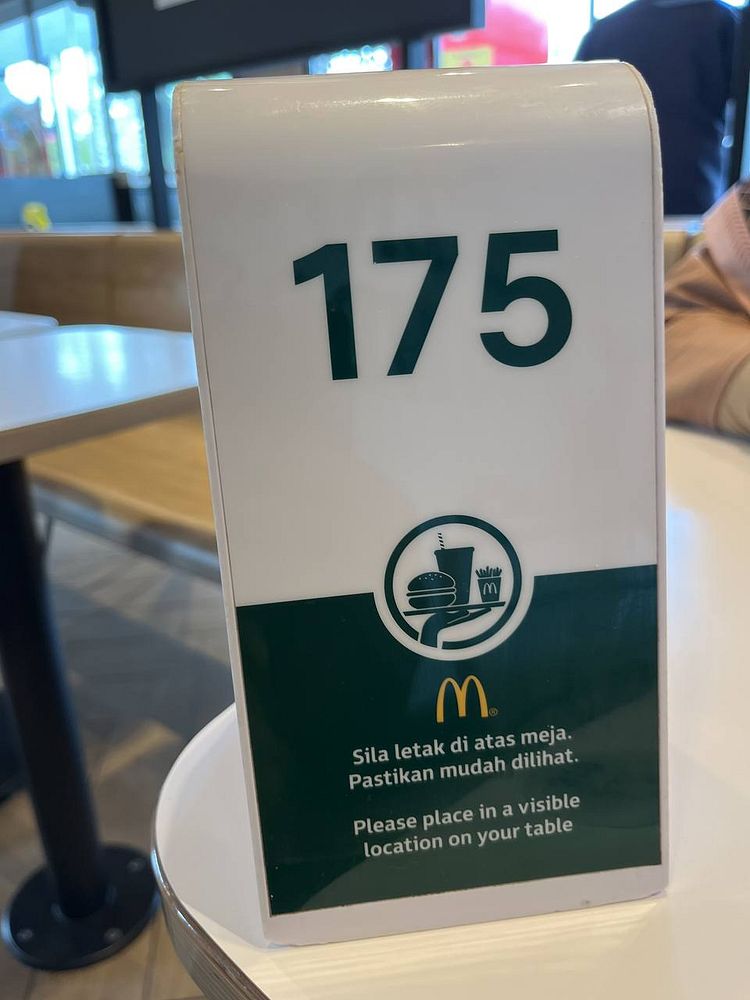 175
Sila letak di atas meja.
Pastikan mudah dilihat.
Please place in a visible
location on your table